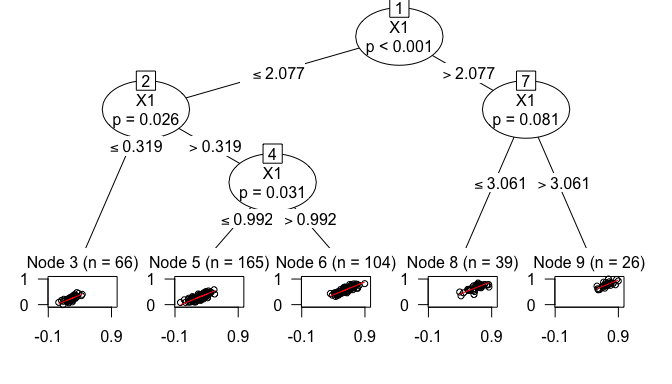 1
X1
p < 0.001
≤ 2.077
> 2.077
2
X1
p = 0.026
7
X1
p = 0.081
≤ 0.319
> 0.319
4
X1
p = 0.031
≤ 3.061
> 3.061
≤ 0.992
> 0.992
Node 3 (n = 66)
Node 5 (n = 165)
Node 6 (n = 104)
Node 8 (n = 39)
Node 9 (n = 26)
1
0
-0.1
0.9
1
0
-0.1
0.9
1
0
-0.1
0.9
1
0
-0.1
0.9
1
0
-0.1
0.9